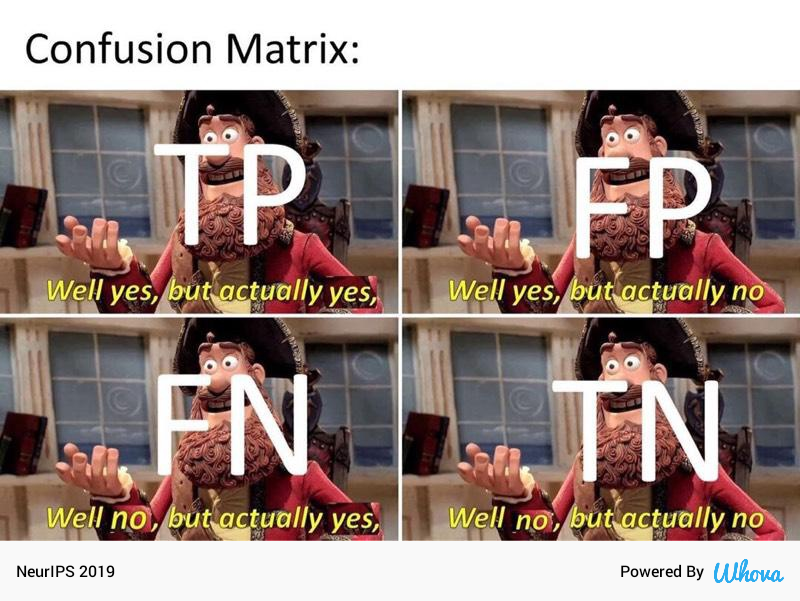 Confusion Matrix:
TP
Well yes, but actually yes,
FP
Well yes, but actually no
FN
Well no, but actually yes,
TN
Well no, but actually no
NeurIPS 2019
Powered By Whova